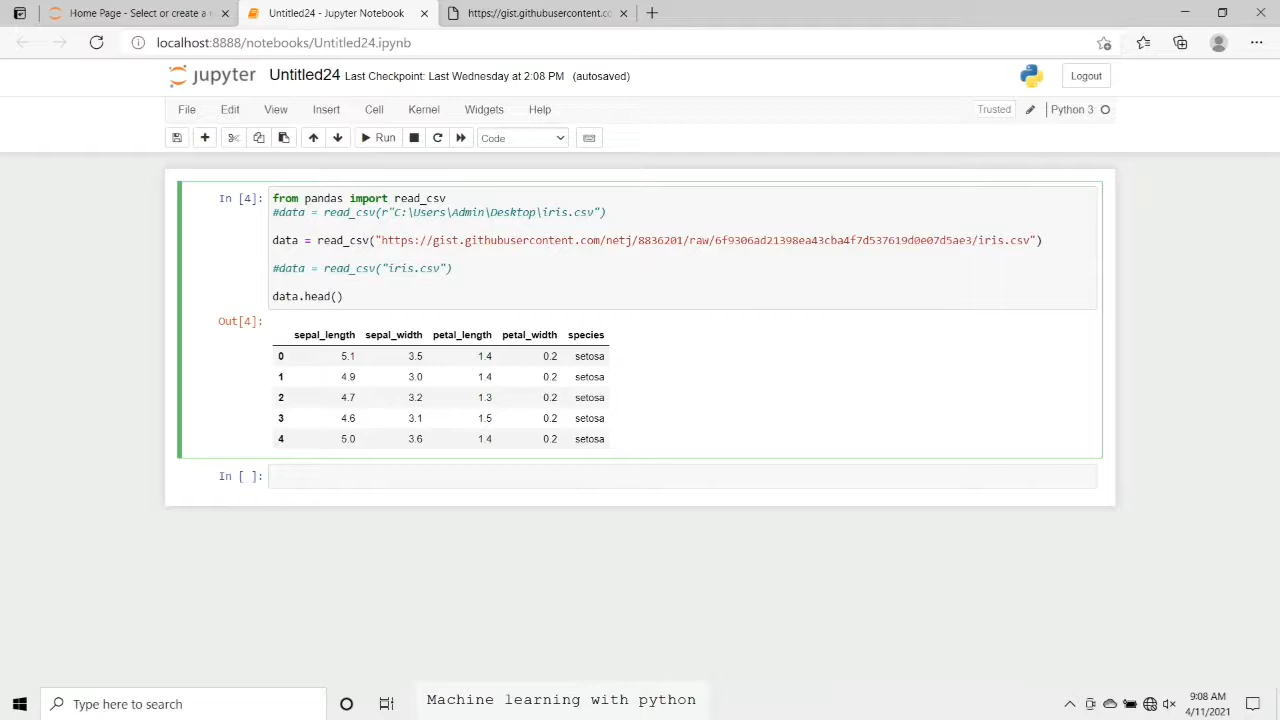 Home Page - Select or create a n
Untitled24 - Jupyter Notebook
https://gist.githubusercontent.co
localhost:8888/notebooks/Untitled24.ipynb
jupyter Untitled24 Last Checkpoint: Last Wednesday at 2:08 PM (autosaved)
Logout
File Edit View Insert Cell Kernel Widgets Help
Trusted Python 3
Run Code
In [4]: from pandas import read_csv
#data = read_csv(r"C:\Users\Admin\Desktop\iris.csv")
data = read_csv("https://gist.githubusercontent.com/netj/8836201/raw/6f9306ad21398ea43cba4f7d537619d0e07d5ae3/iris.csv")
#data = read_csv("iris.csv")
data.head()
Out[4]:
sepal_length sepal_width petal_length petal_width species
0 5.1 3.5 1.4 0.2 setosa
1 4.9 3.0 1.4 0.2 setosa
2 4.7 3.2 1.3 0.2 setosa
3 4.6 3.1 1.5 0.2 setosa
4 5.0 3.6 1.4 0.2 setosa
In [ ]:
Type here to search
Machine learning with python
9:08 AM
4/11/2021